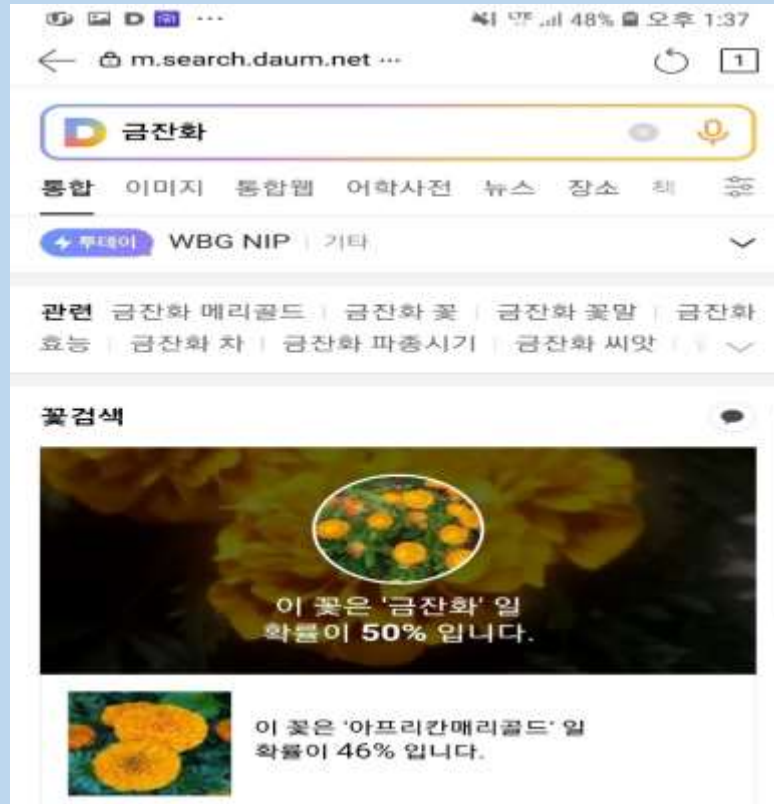 48% 오후 1:37
m.search.daum.net ...
1
D 금잔화
통합 이미지 통합웹 어학사전 뉴스 장소
투데이 WBG NIP 기타
관련 금잔화 메리골드 금잔화 꽃 금잔화 꽃말 금잔화
효능 금잔화 차 금잔화 파종시기 금잔화 씨앗
꽃검색
이 꽃은 '금잔화' 일
확률이 50% 입니다.
이 꽃은 '아프리칸매리골드' 일
확률이 46% 입니다.